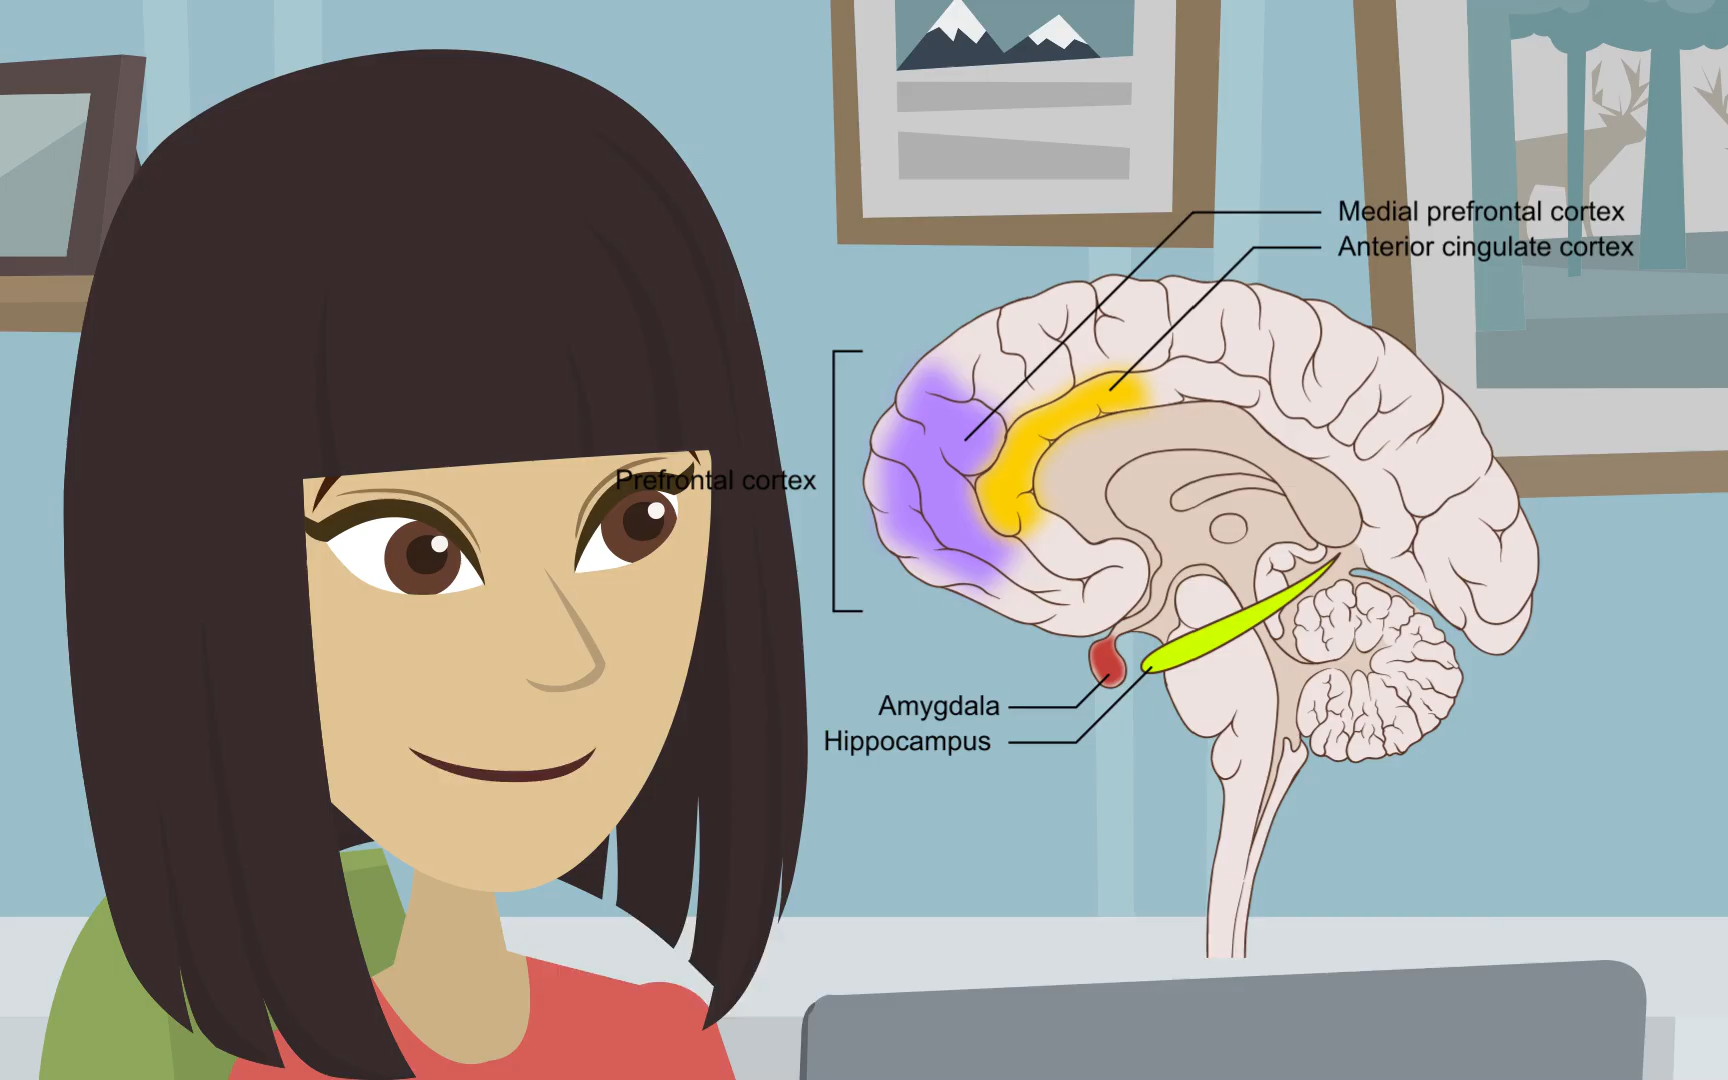 Medial prefrontal cortex
Anterior cingulate cortex
Prefrontal cortex
Amygdala
Hippocampus